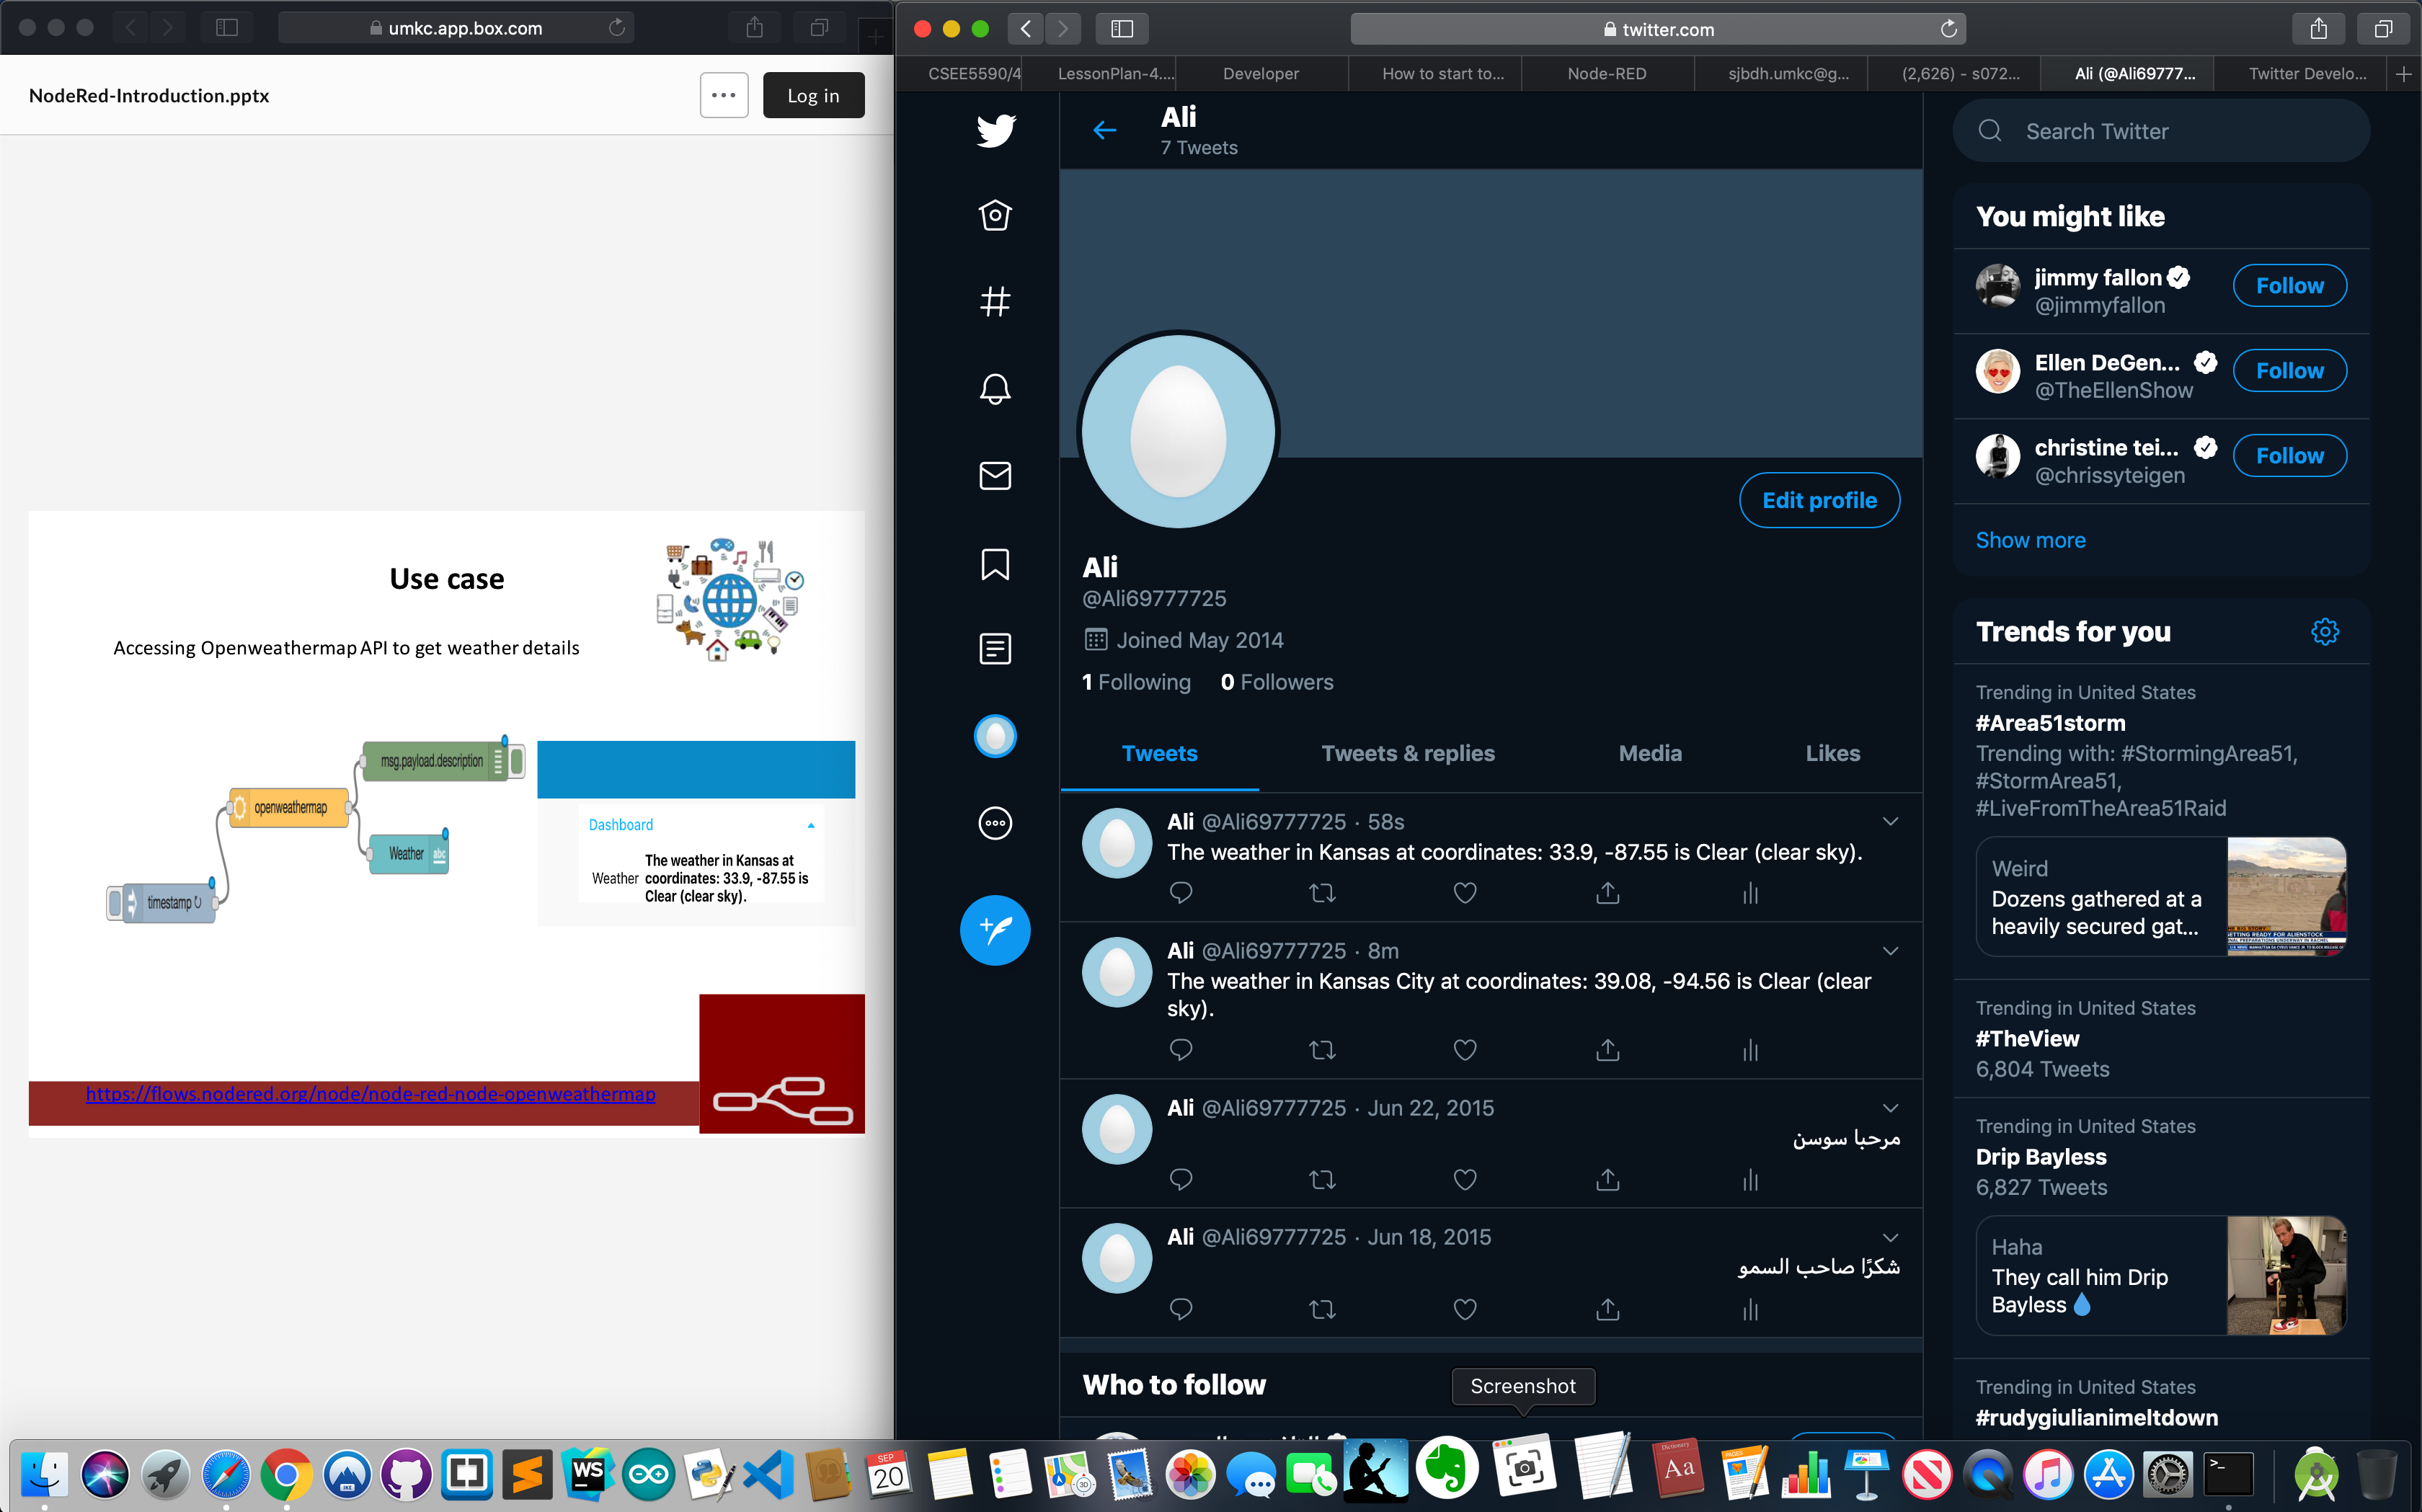 umkc.app.box.com
NodeRed-Introduction.pptx
Log in
Use case
Accessing Openweathermap API to get weather details
msg.payload.description
openweathermap
Weather abc
timestamp ↻
Dashboard
Weather
The weather in Kansas at
coordinates: 33.9, -87.55 is
Clear (clear sky).
https://flows.nodered.org/node/node-red-node-openweathermap
twitter.com
CSEE5590/4
LessonPlan-4....
Developer
How to start to...
Node-RED
sjbdh.umkc@g...
(2,626) - s072...
Ali (@Ali69777...
Twitter Develo...
Ali
7 Tweets
Edit profile
Ali
@Ali69777725
Joined May 2014
1 Following 0 Followers
Tweets Tweets & replies Media Likes
Ali @Ali69777725 · 58s
The weather in Kansas at coordinates: 33.9, -87.55 is Clear (clear sky).
Ali @Ali69777725 · 8m
The weather in Kansas City at coordinates: 39.08, -94.56 is Clear (clear
sky).
Ali @Ali69777725 · Jun 22, 2015
مرحبا سوسن
Ali @Ali69777725 · Jun 18, 2015
شكرًا صاحب السمو
Who to follow
Screenshot
Search Twitter
You might like
jimmy fallon
@jimmyfallon
Follow
Ellen DeGen...
@TheEllenShow
Follow
christine tei...
@chrissyteigen
Follow
Show more
Trends for you
Trending in United States
#Area51storm
Trending with: #StormingArea51,
#StormArea51,
#LiveFromTheArea51Raid
Weird
Dozens gathered at a
heavily secured gat...
Trending in United States
#TheView
6,804 Tweets
Trending in United States
Drip Bayless
6,827 Tweets
Haha
They call him Drip
Bayless
Trending in United States
#rudygiulianimeltdown
WS
SEP
20
3D
Dictionary
Aa
PAGES
>_